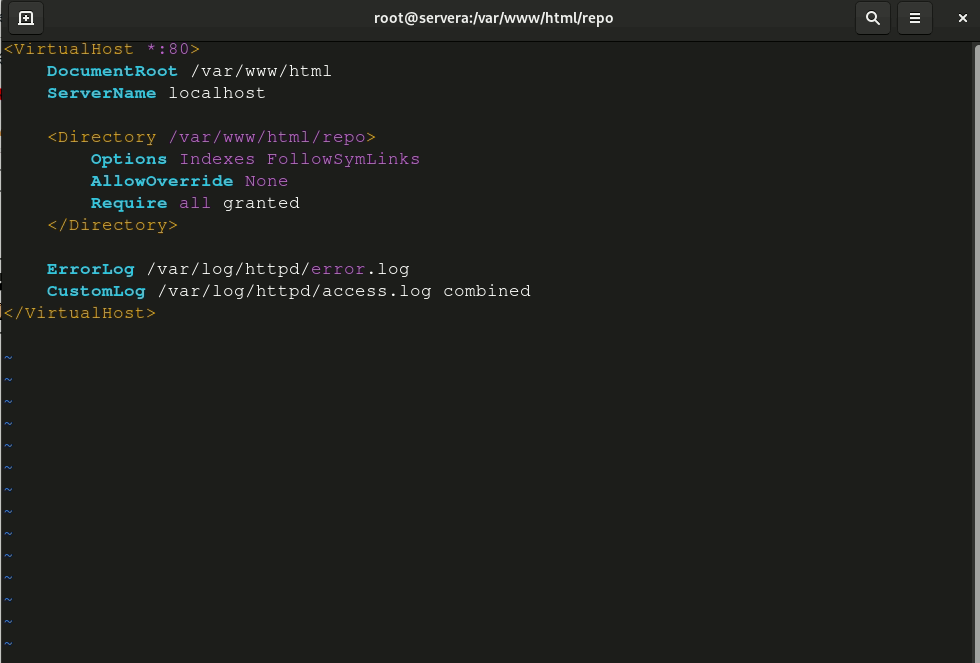 root@servera:/var/www/html/repo
<VirtualHost *:80>
    DocumentRoot /var/www/html
    ServerName localhost

    <Directory /var/www/html/repo>
        Options Indexes FollowSymLinks
        AllowOverride None
        Require all granted
    </Directory>

    ErrorLog /var/log/httpd/error.log
    CustomLog /var/log/httpd/access.log combined
</VirtualHost>

~
~
~
~
~
~
~
~
~
~
~
~
~
~